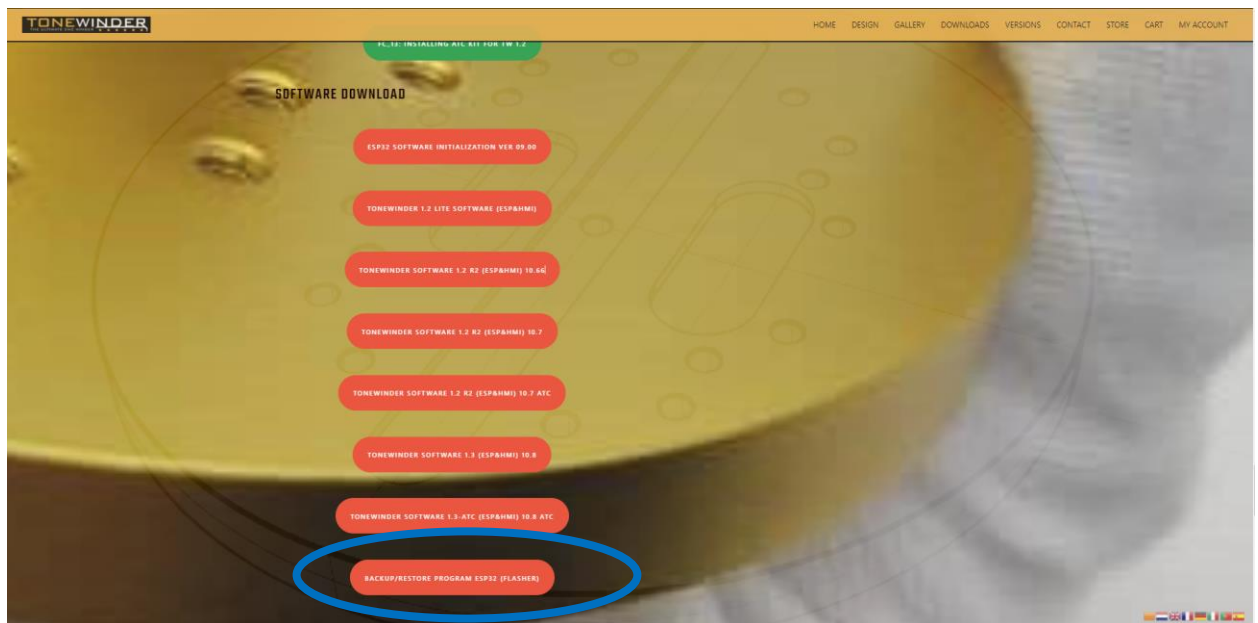 TONEWINDER
HOME DESIGN GALLERY DOWNLOADS VERSIONS CONTACT STORE CART MY ACCOUNT
FC_13: INSTALLING ATC KIT FOR TW 1.2
SOFTWARE DOWNLOAD
ESP32 SOFTWARE INITIALIZATION VER 09.00
TONEWINDER 1.2 LITE SOFTWARE (ESP&HMI)
TONEWINDER SOFTWARE 1.2 R2 (ESP&HMI) 10.66
TONEWINDER SOFTWARE 1.2 R2 (ESP&HMI) 10.7
TONEWINDER SOFTWARE 1.2 R2 (ESP&HMI) 10.7 ATC
TONEWINDER SOFTWARE 1.3 (ESP&HMI) 10.8
TONEWINDER SOFTWARE 1.3-ATC (ESP&HMI) 10.8 ATC
BACKUP/RESTORE PROGRAM ESP32 (FLASHER)